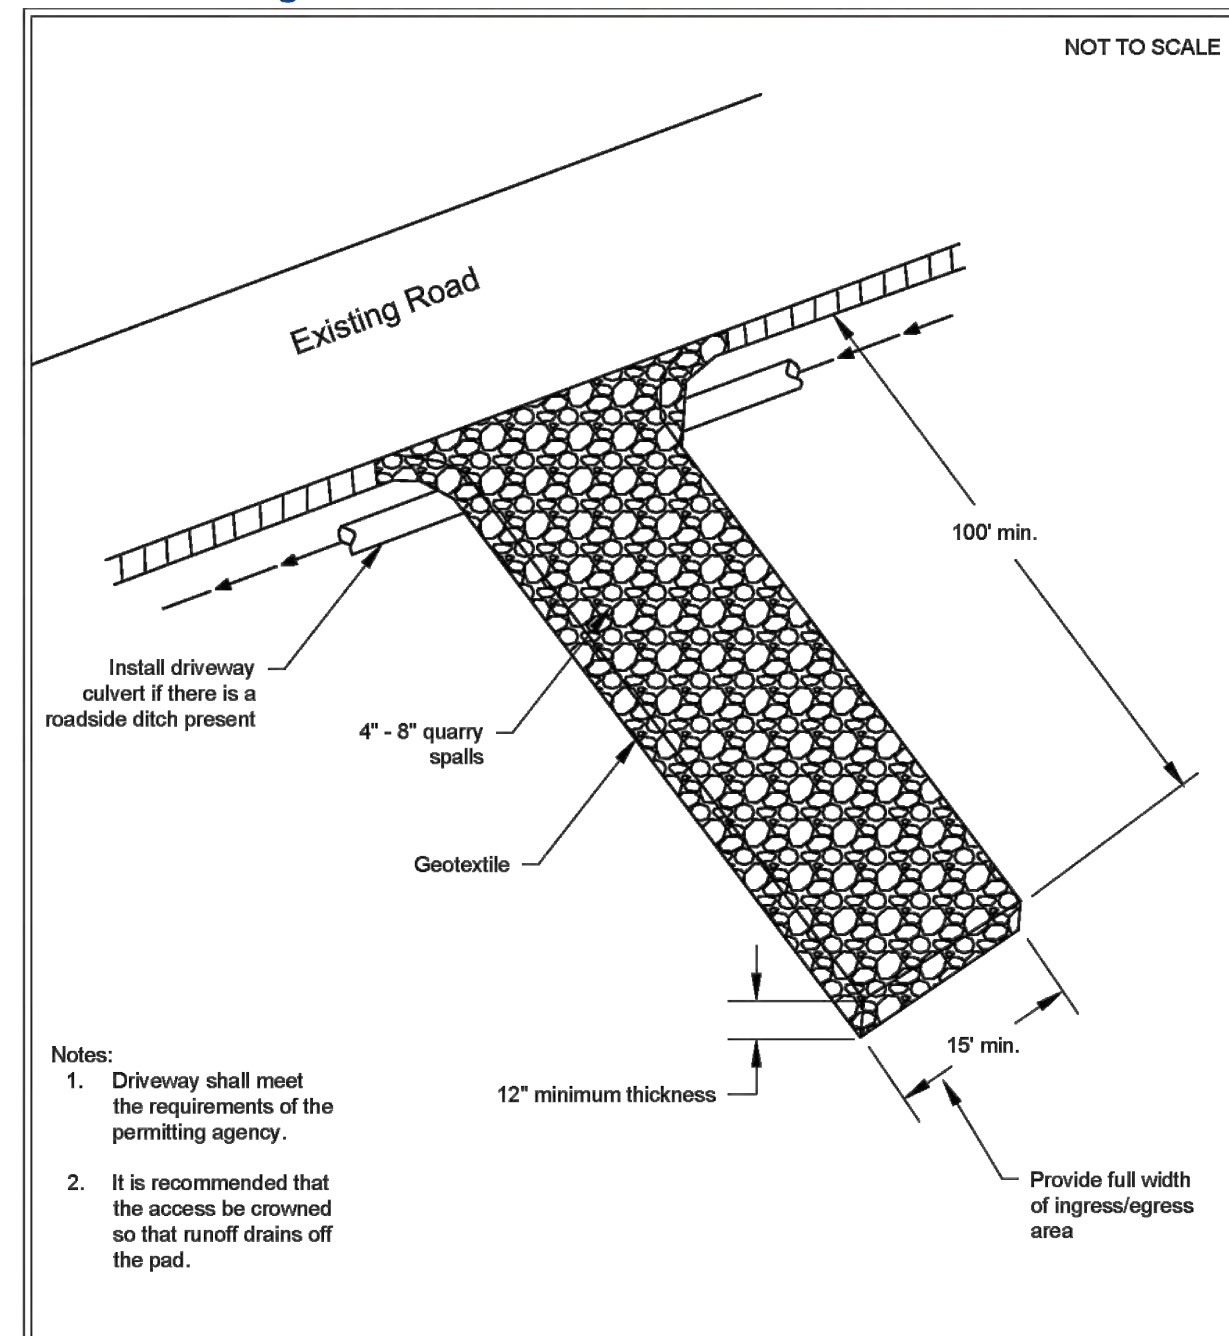 NOT TO SCALE
Existing Road
100' min.
Install driveway
culvert if there is a
roadside ditch present
4" - 8" quarry
spalls
Geotextile
15' min.
12" minimum thickness
Provide full width
of ingress/egress
area
Notes:
1. Driveway shall meet
the requirements of the
permitting agency.
2. It is recommended that
the access be crowned
so that runoff drains off
the pad.